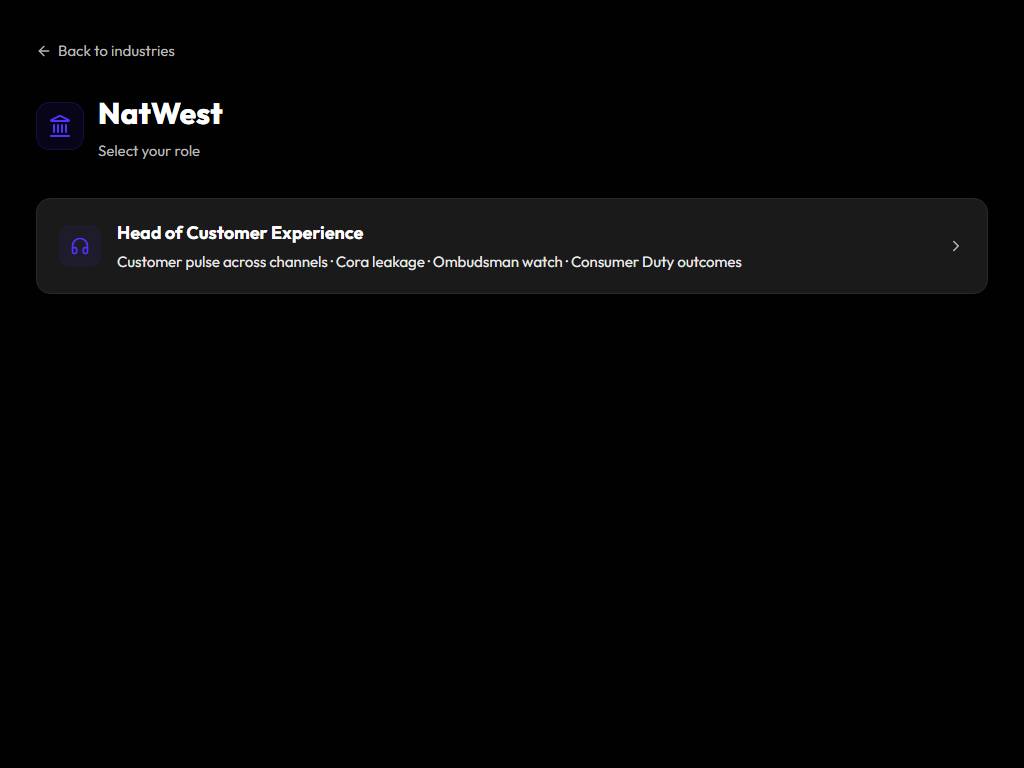 Back to industries
NatWest
Select your role
Head of Customer Experience
Customer pulse across channels · Cora leakage · Ombudsman watch · Consumer Duty outcomes